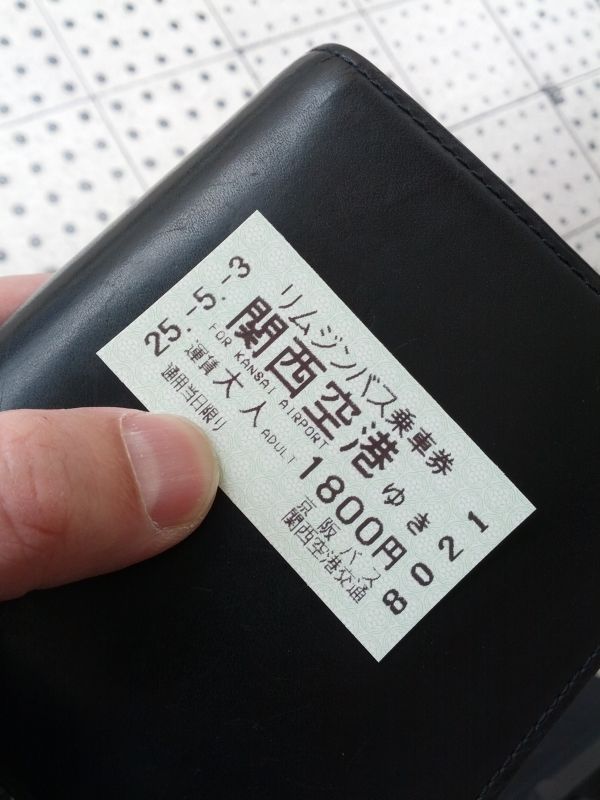 リムジンバス乗車券
25.-5.-3
関西空港ゆき
FOR KANSAI AIRPORT
運賃大人 ADULT 1800円
通用当日限り
京阪バス
関西空港交通
8021